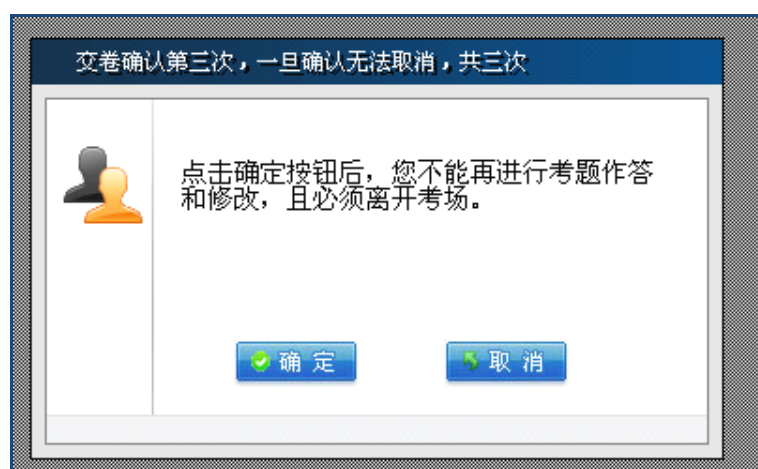 交卷确认第三次，一旦确认无法取消，共三次
点击确定按钮后，您不能再进行考题作答
和修改，且必须离开考场。
确 定
取 消